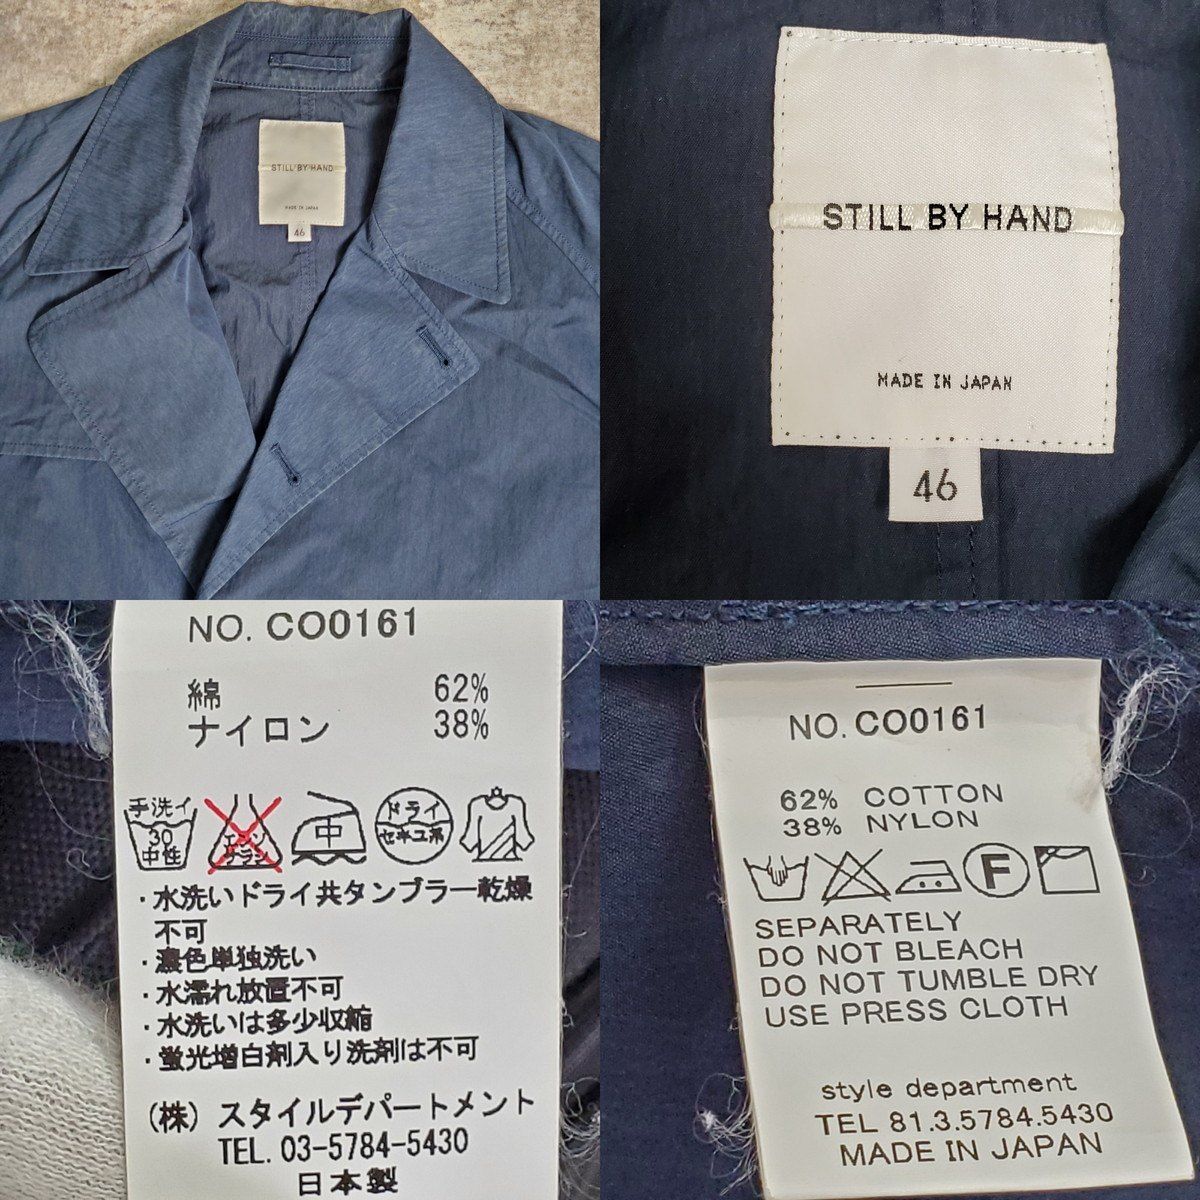 STILL BY HAND
MADE IN JAPAN
46
STILL BY HAND
MADE IN JAPAN
46
NO. CO0161
綿 62%
ナイロン 38%
手洗イ
30
中性
エンソ
サラシ
中
ドライ
セキユ系
・水洗いドライ共タンブラー乾燥
不可
・濃色単独洗い
・水濡れ放置不可
・水洗いは多少収縮
・蛍光増白剤入り洗剤は不可
(株) スタイルデパートメント
TEL. 03-5784-5430
日本製
NO. CO0161
62% COTTON
38% NYLON
F
SEPARATELY
DO NOT BLEACH
DO NOT TUMBLE DRY
USE PRESS CLOTH
style department
TEL 81.3.5784.5430
MADE IN JAPAN